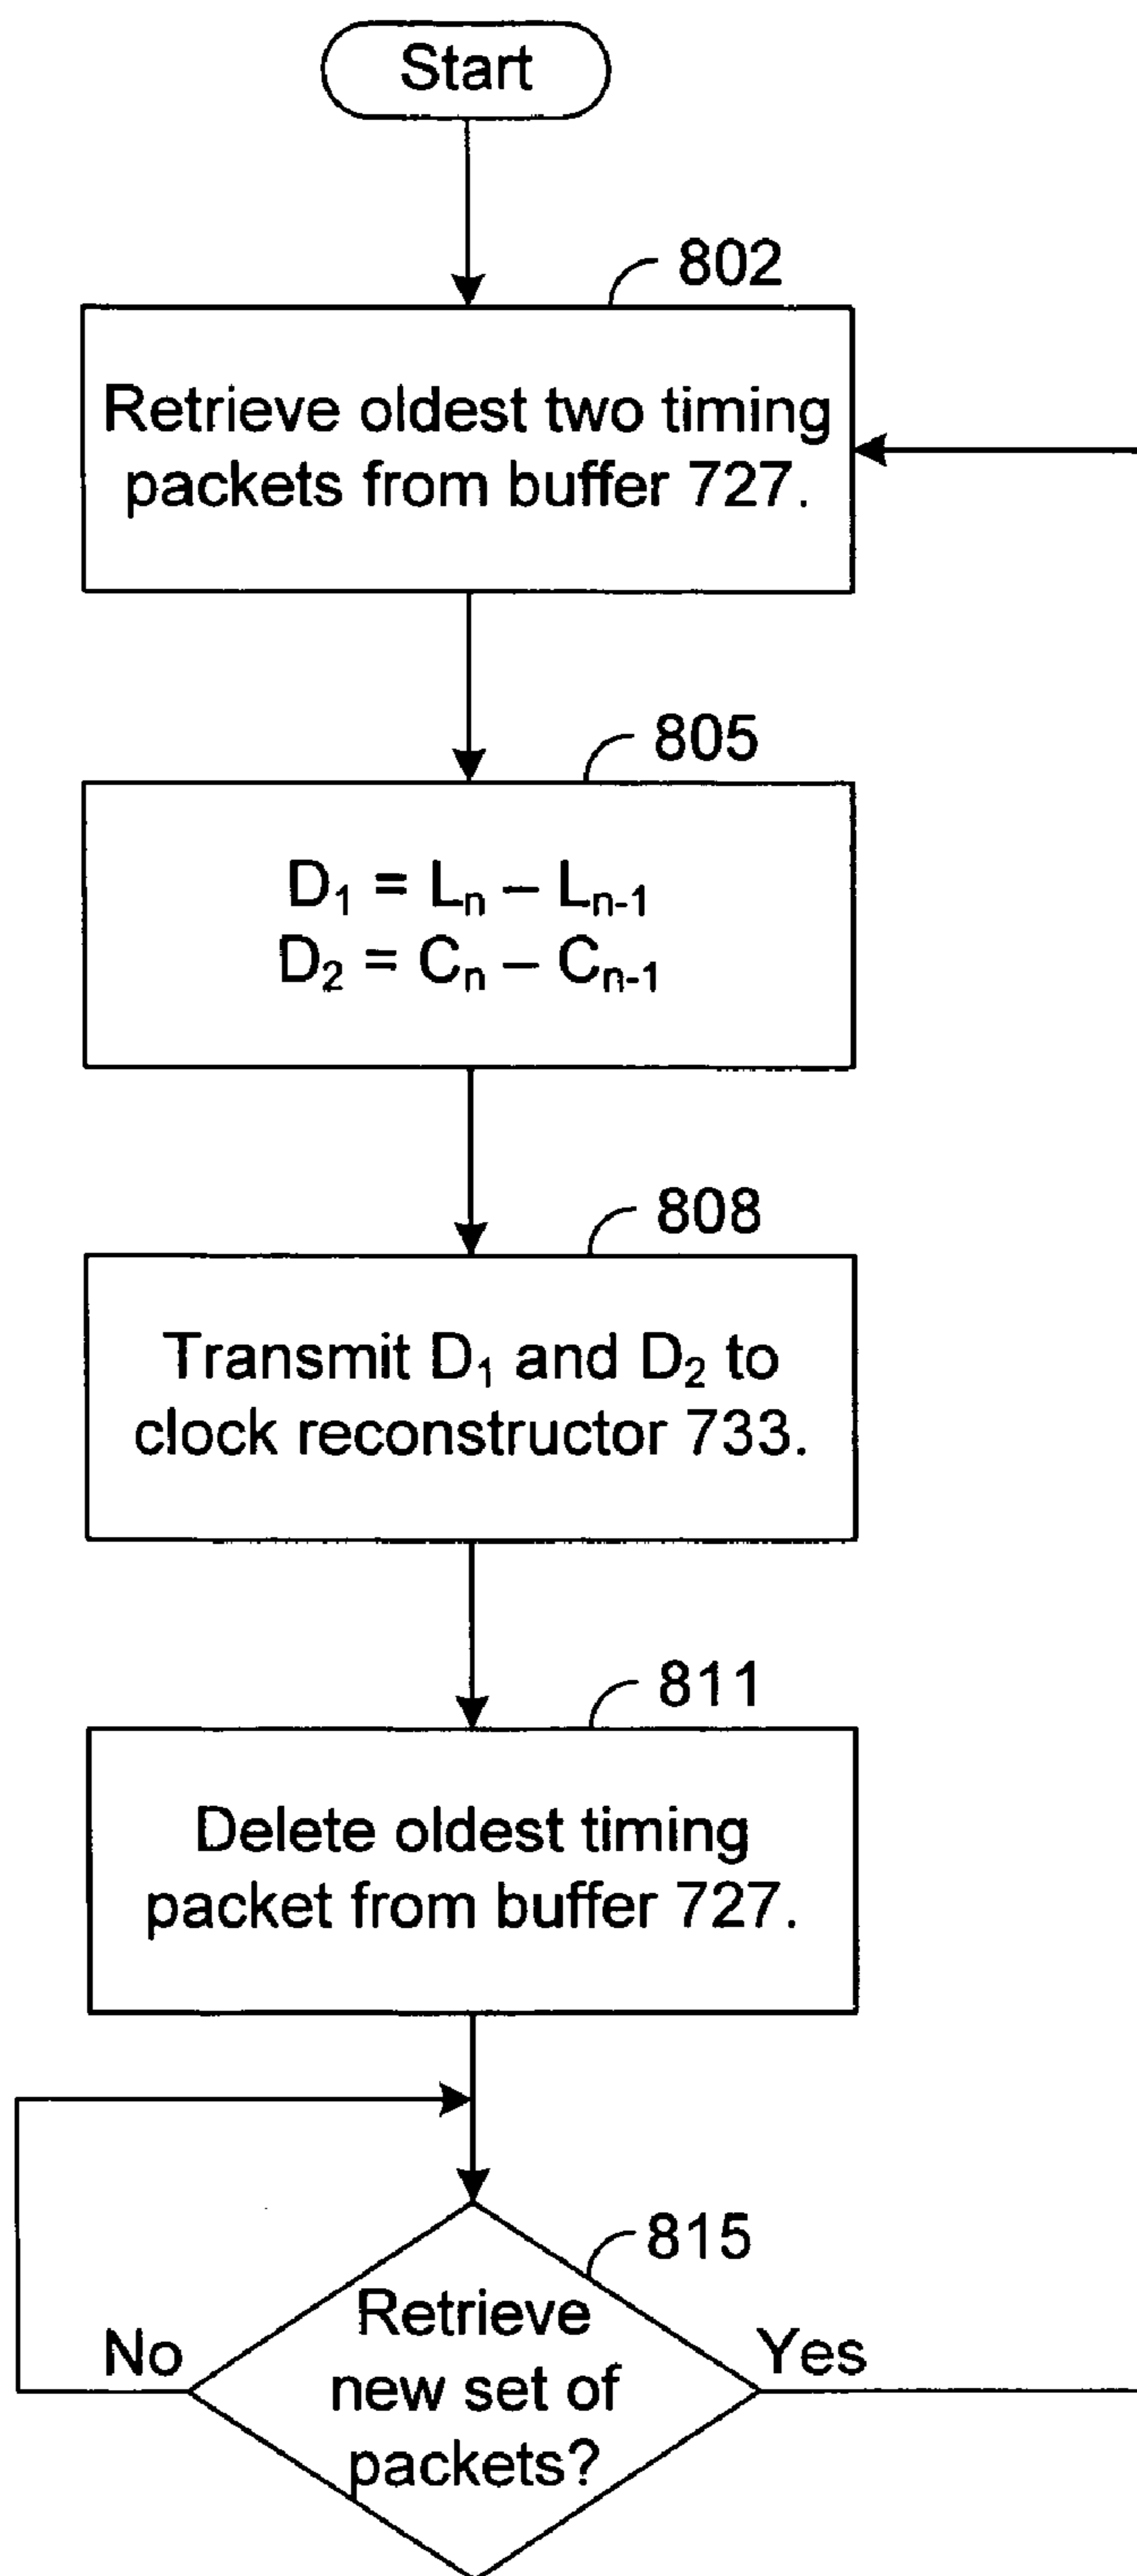 Start
802
Retrieve oldest two timing
packets from buffer 727.
805
D₁ = Lₙ – Lₙ₋₁
D₂ = Cₙ – Cₙ₋₁
808
Transmit D₁ and D₂ to
clock reconstructor 733.
811
Delete oldest timing
packet from buffer 727.
815
Retrieve
new set of
packets?
No
Yes